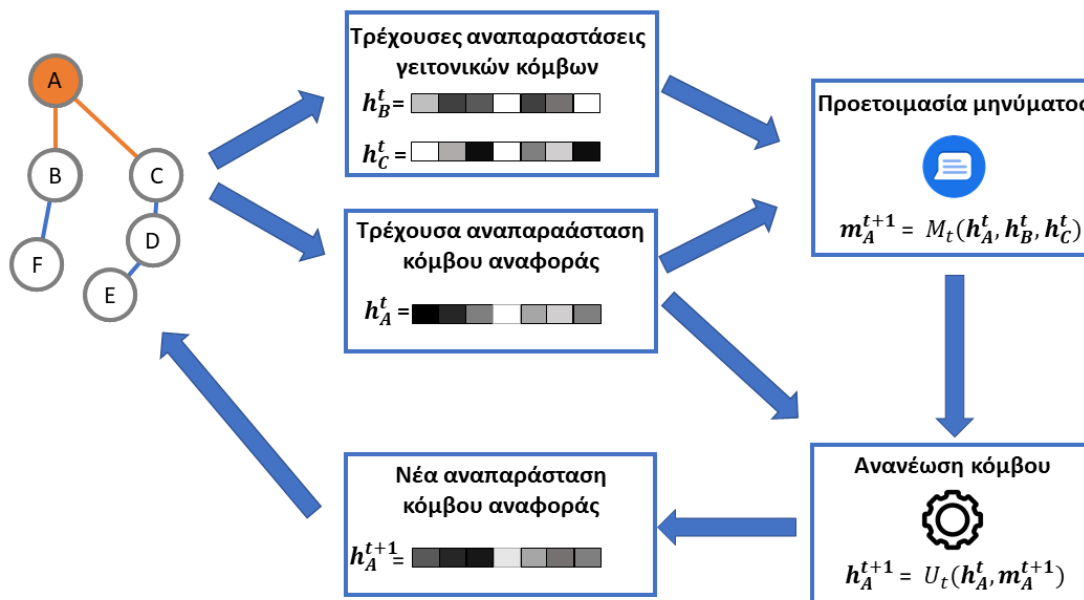 A
B
C
F
D
E
Τρέχουσες αναπαραστάσεις
γειτονικών κόμβων
h_B^t =
h_C^t =
Τρέχουσα αναπαραάσταση
κόμβου αναφοράς
h_A^t =
Προετοιμασία μηνύματος
m_A^{t+1} = M_t(h_A^t, h_B^t, h_C^t)
Νέα αναπαράσταση
κόμβου αναφοράς
h_A^{t+1} =
Ανανέωση κόμβου
h_A^{t+1} = U_t(h_A^t, m_A^{t+1})